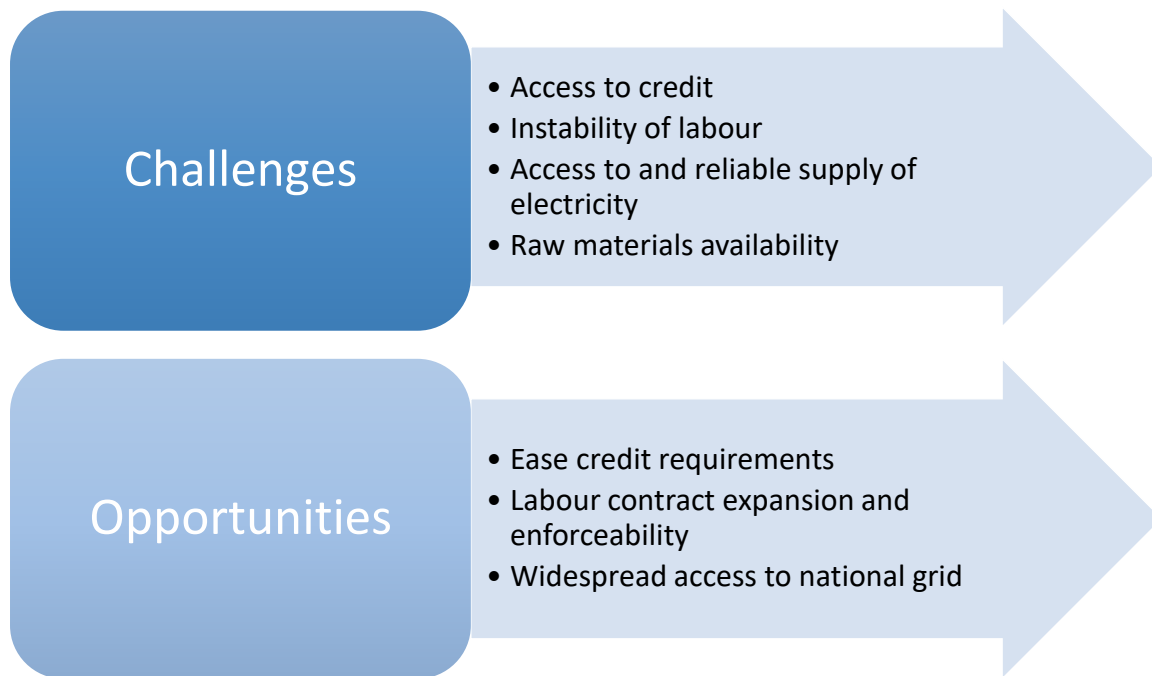 Challenges
• Access to credit
• Instability of labour
• Access to and reliable supply of
electricity
• Raw materials availability
Opportunities
• Ease credit requirements
• Labour contract expansion and
enforceability
• Widespread access to national grid